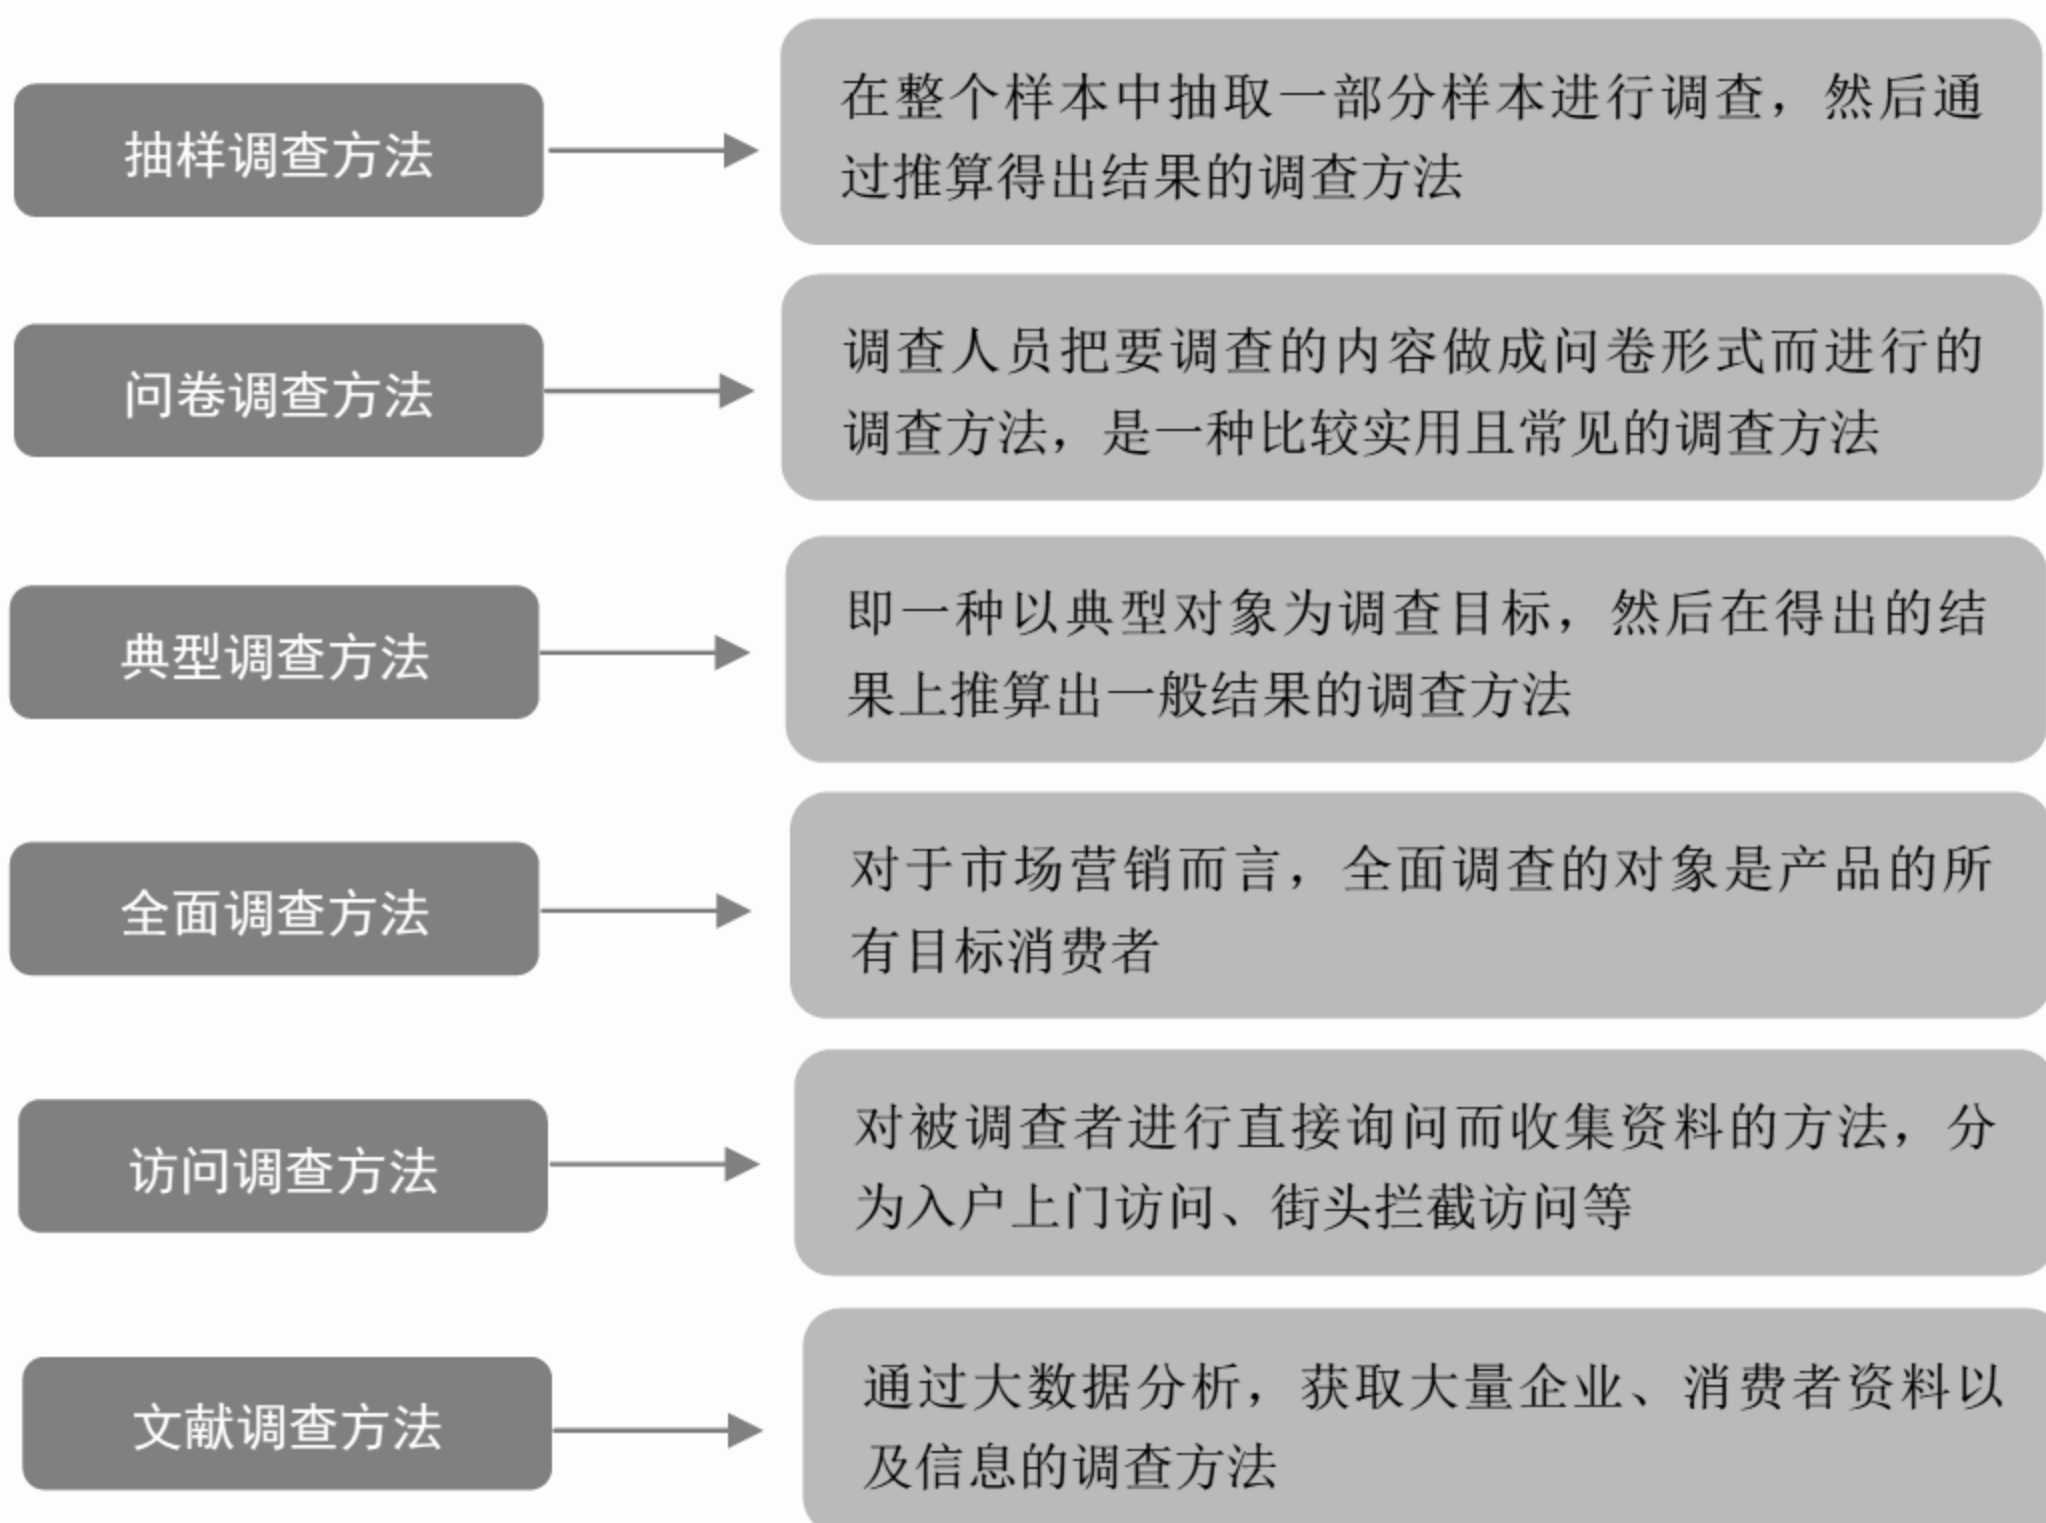 抽样调查方法
在整个样本中抽取一部分样本进行调查，然后通
过推算得出结果的调查方法
问卷调查方法
调查人员把要调查的内容做成问卷形式而进行的
调查方法，是一种比较实用且常见的调查方法
典型调查方法
即一种以典型对象为调查目标，然后在得出的结
果上推算出一般结果的调查方法
全面调查方法
对于市场营销而言，全面调查的对象是产品的所
有目标消费者
访问调查方法
对被调查者进行直接询问而收集资料的方法，分
为入户上门访问、街头拦截访问等
文献调查方法
通过大数据分析，获取大量企业、消费者资料以
及信息的调查方法